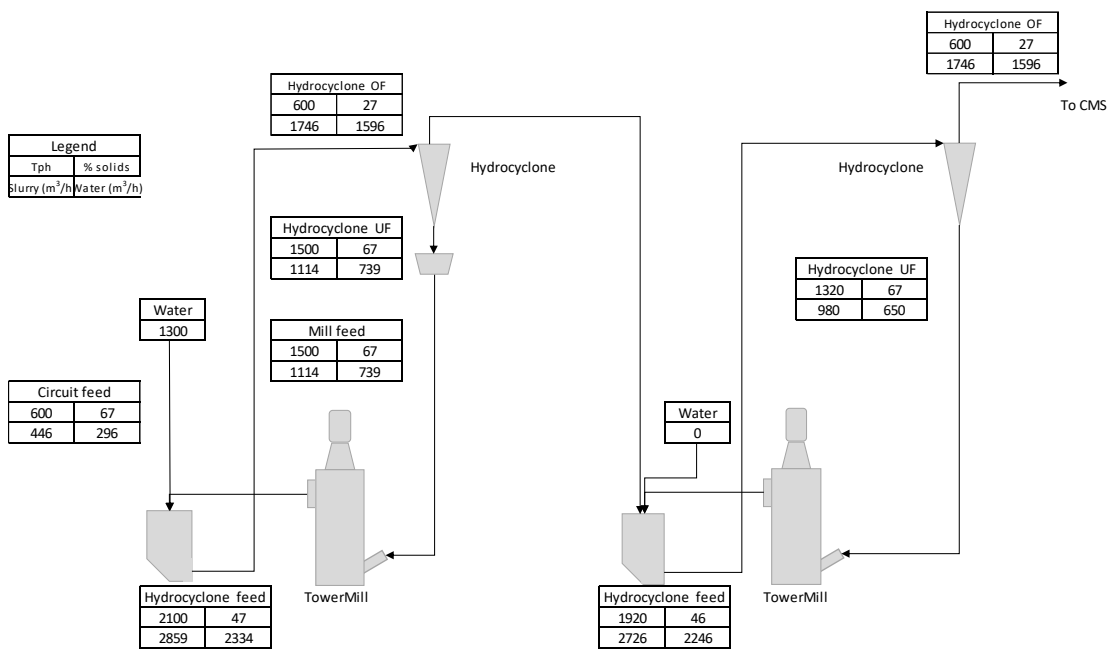 Hydrocyclone OF
600 27
1746 1596
To CMS
Hydrocyclone OF
600 27
1746 1596
Legend
Tph % solids
Slurry (m³/h Water (m³/h)
Hydrocyclone
Hydrocyclone
Hydrocyclone UF
1500 67
1114 739
Hydrocyclone UF
1320 67
980 650
Water
1300
Mill feed
1500 67
1114 739
Circuit feed
600 67
446 296
Water
0
Hydrocyclone feed
2100 47
2859 2334
TowerMill
Hydrocyclone feed
1920 46
2726 2246
TowerMill